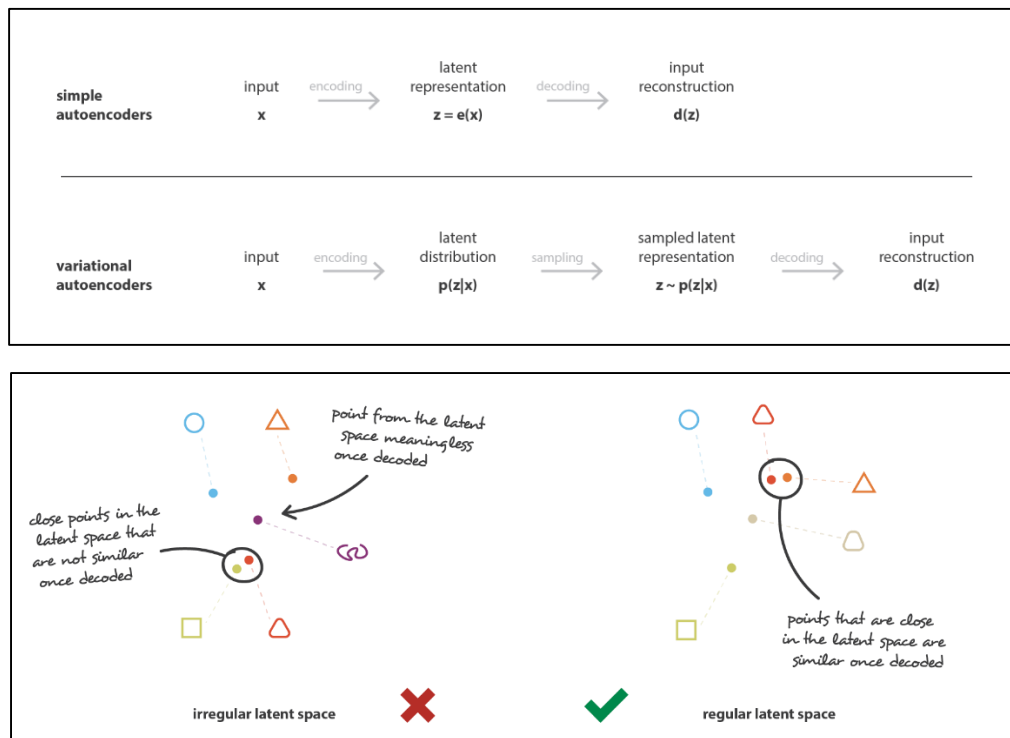 simple
autoencoders
input
x
encoding
latent
representation
z = e(x)
decoding
input
reconstruction
d(z)
variational
autoencoders
input
x
encoding
latent
distribution
p(z|x)
sampling
sampled latent
representation
z ~ p(z|x)
decoding
input
reconstruction
d(z)
point from the latent
space meaningless
once decoded
close points in the
latent space that
are not similar
once decoded
irregular latent space
points that are close
in the latent space are
similar once decoded
regular latent space